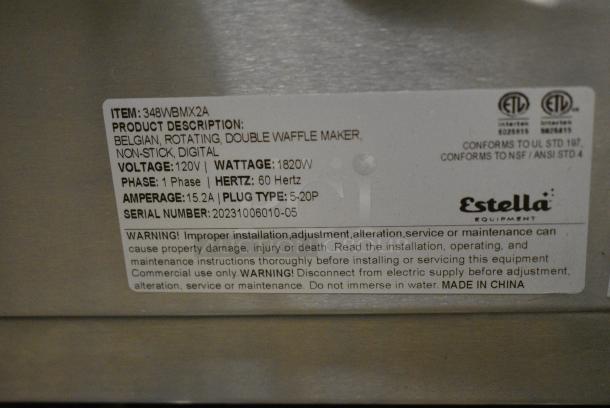 ITEM: 348WBMX2A
PRODUCT DESCRIPTION:
BELGIAN, ROTATING, DOUBLE WAFFLE MAKER,
NON-STICK, DIGITAL
VOLTAGE: 120V | WATTAGE: 1820W
PHASE: 1 Phase | HERTZ: 60 Hertz
AMPERAGE: 15.2A | PLUG TYPE: 5-20P
SERIAL NUMBER: 20231006010-05
ETL ETL
Intertek Intertek
5025815 5025815
CONFORMS TO UL STD 197,
CONFORMS TO NSF / ANSI STD 4
Estella
EQUIPMENT
WARNING! Improper installation,adjustment,alteration,service or maintenance can
cause property damage, injury or death. Read the installation, operating, and
maintenance instructions thoroughly before installing or servicing this equipment
Commercial use only.WARNING! Disconnect from electric supply before adjustment,
alteration, service or maintenance. Do not immerse in water. MADE IN CHINA